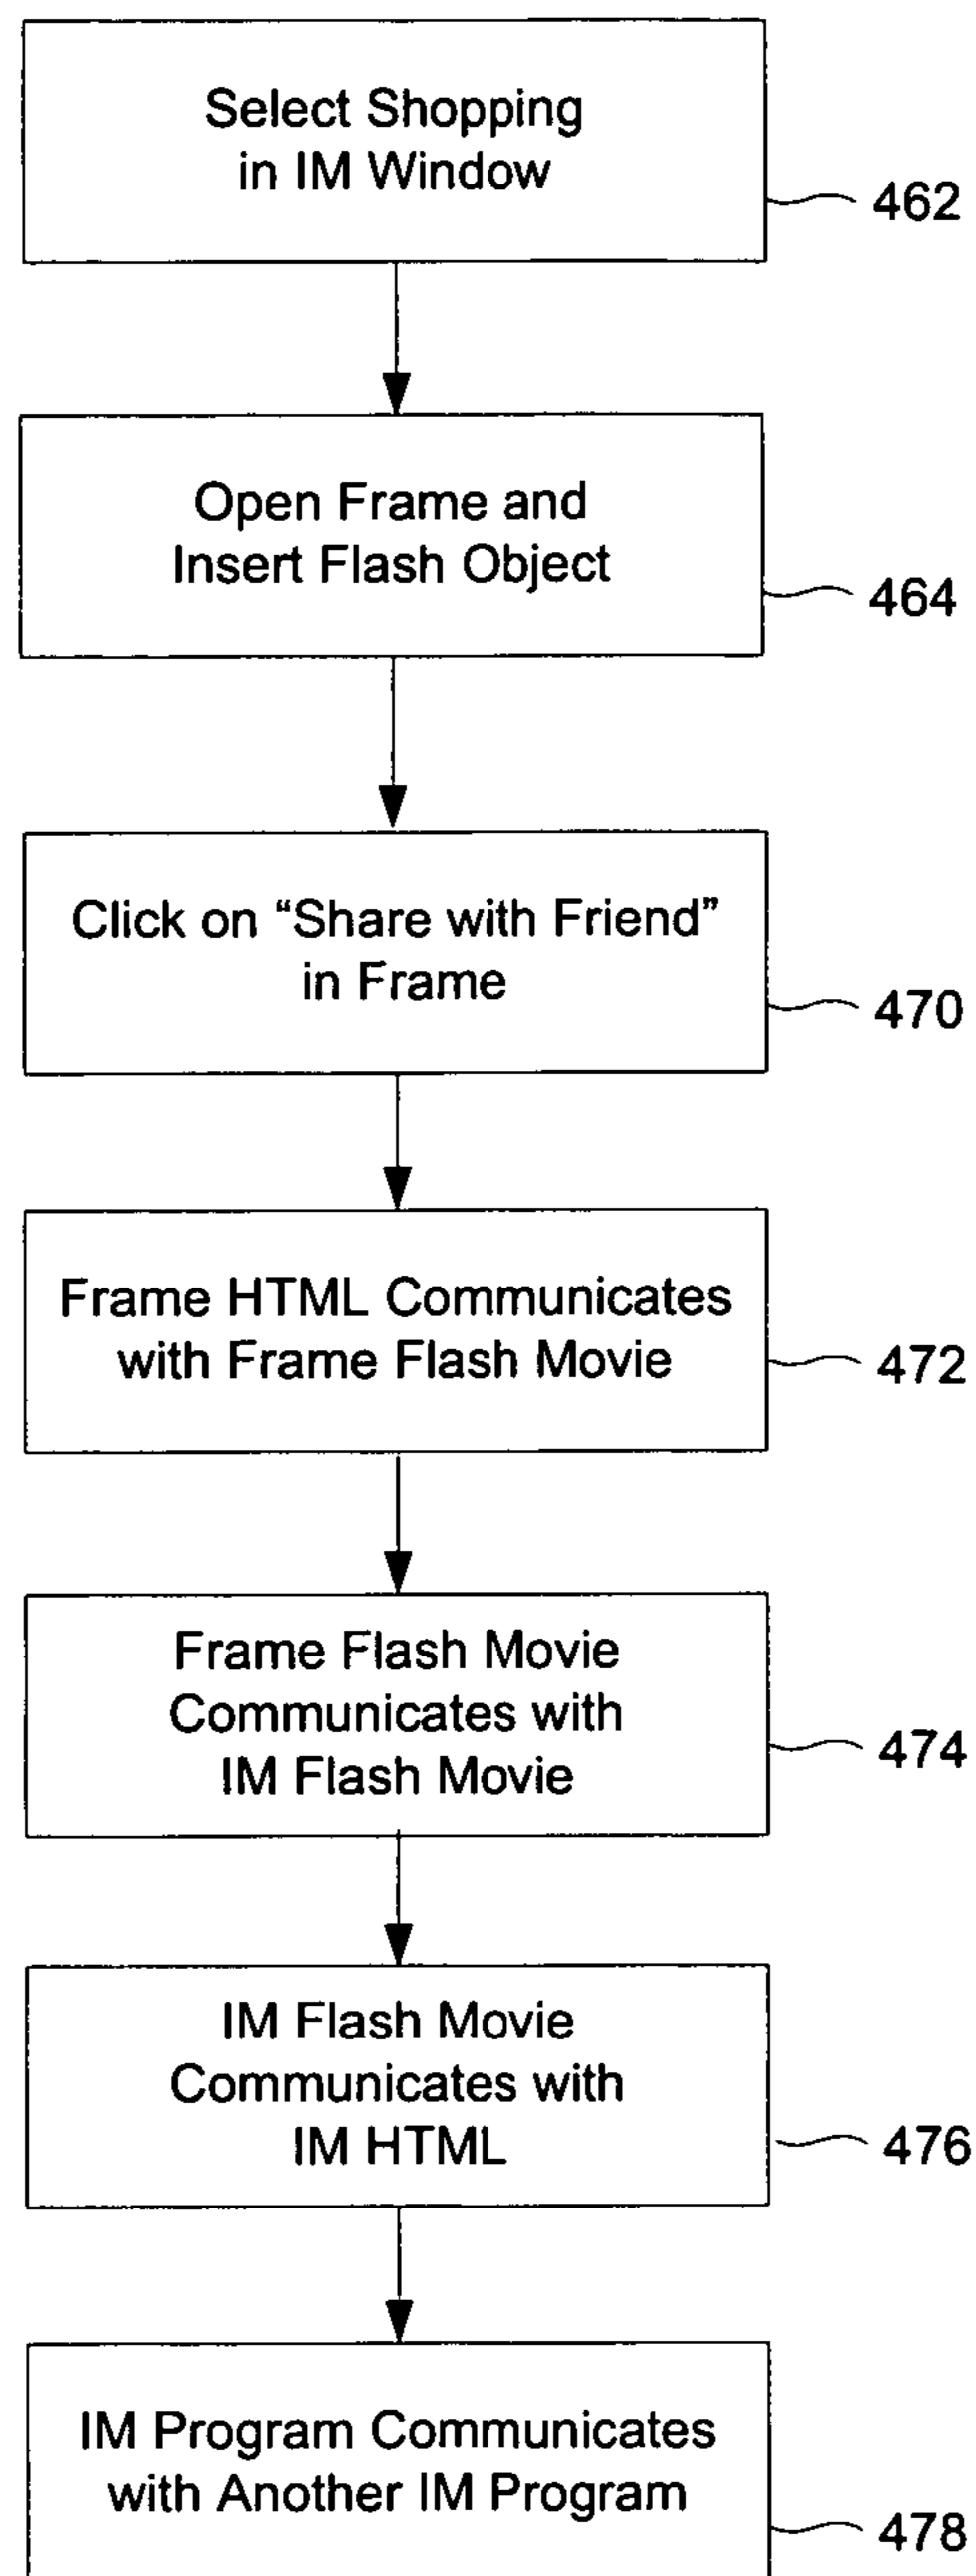 Select Shopping
in IM Window
462
Open Frame and
Insert Flash Object
464
Click on “Share with Friend”
in Frame
470
Frame HTML Communicates
with Frame Flash Movie
472
Frame Flash Movie
Communicates with
IM Flash Movie
474
IM Flash Movie
Communicates with
IM HTML
476
IM Program Communicates
with Another IM Program
478